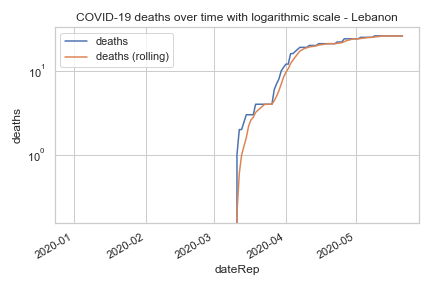 COVID-19 deaths over time with logarithmic scale - Lebanon
deaths
deaths (rolling)
10¹
10⁰
deaths
2020-01
2020-02
2020-03
2020-04
2020-05
dateRep